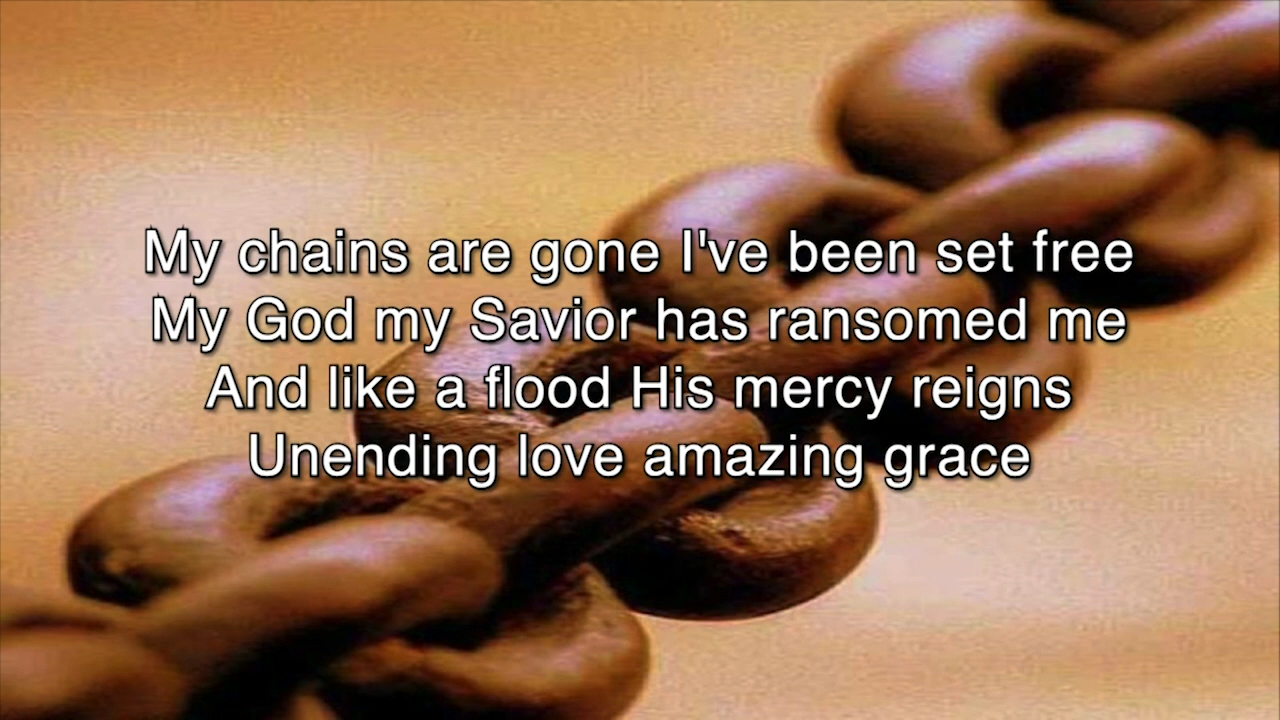 My chains are gone I've been set free
My God my Savior has ransomed me
And like a flood His mercy reigns
Unending love amazing grace